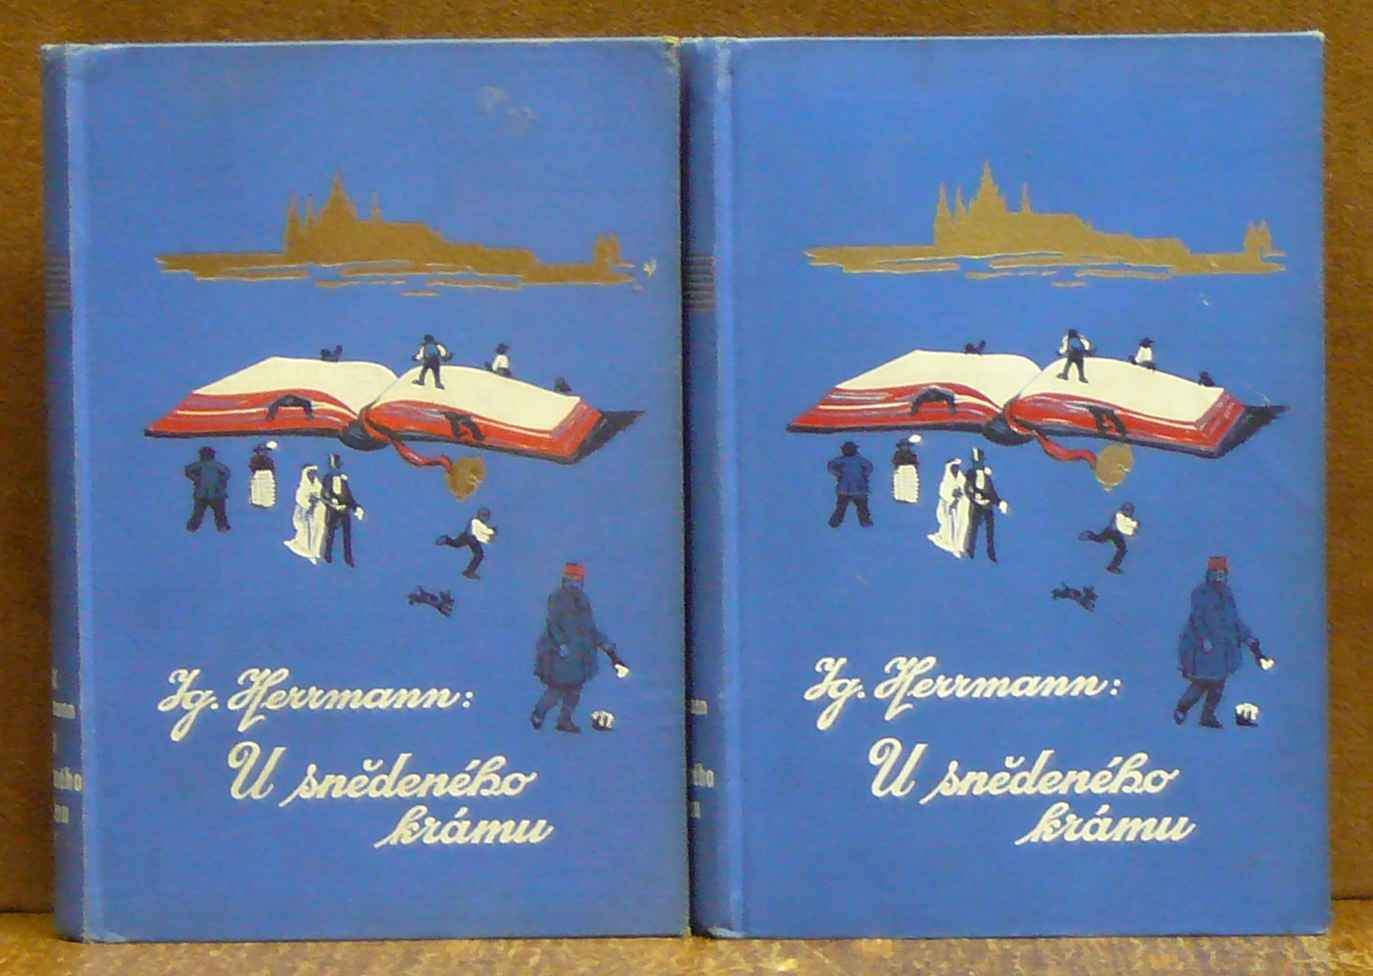 Ig. Herrmann:
U snědeného
krámu
Ig. Herrmann:
U snědeného
krámu